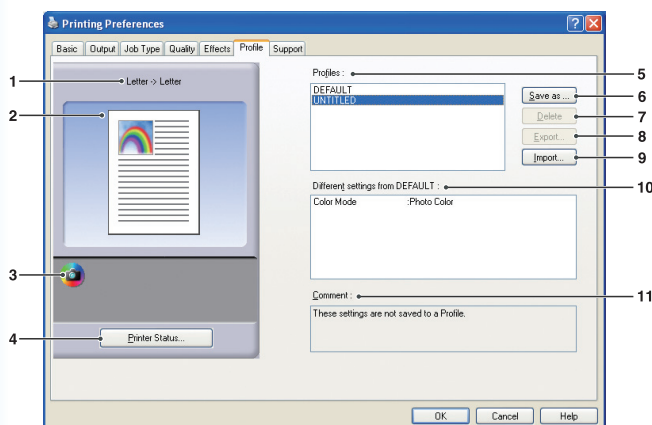 Printing Preferences
Basic Output Job Type Quality Effects Profile Support
1 Letter -> Letter
2
3
4 Printer Status...
Profiles : 5
DEFAULT
UNTITLED
Save as ... 6
Delete 7
Export... 8
Import... 9
Different settings from DEFAULT : 10
Color Mode :Photo Color
Comment : 11
These settings are not saved to a Profile.
OK Cancel Help